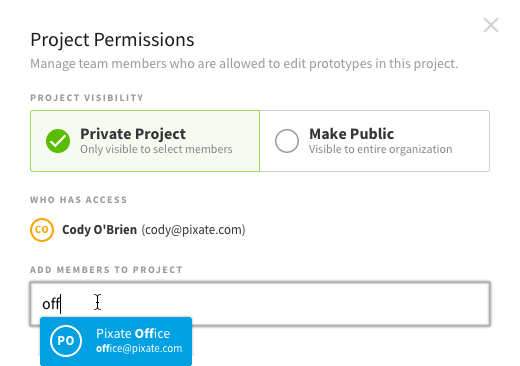 Project Permissions
Manage team members who are allowed to edit prototypes in this project.
PROJECT VISIBILITY
Private Project
Only visible to select members
Make Public
Visible to entire organization
WHO HAS ACCESS
CO
Cody O'Brien (cody@pixate.com)
ADD MEMBERS TO PROJECT
off
PO
Pixate Office
office@pixate.com